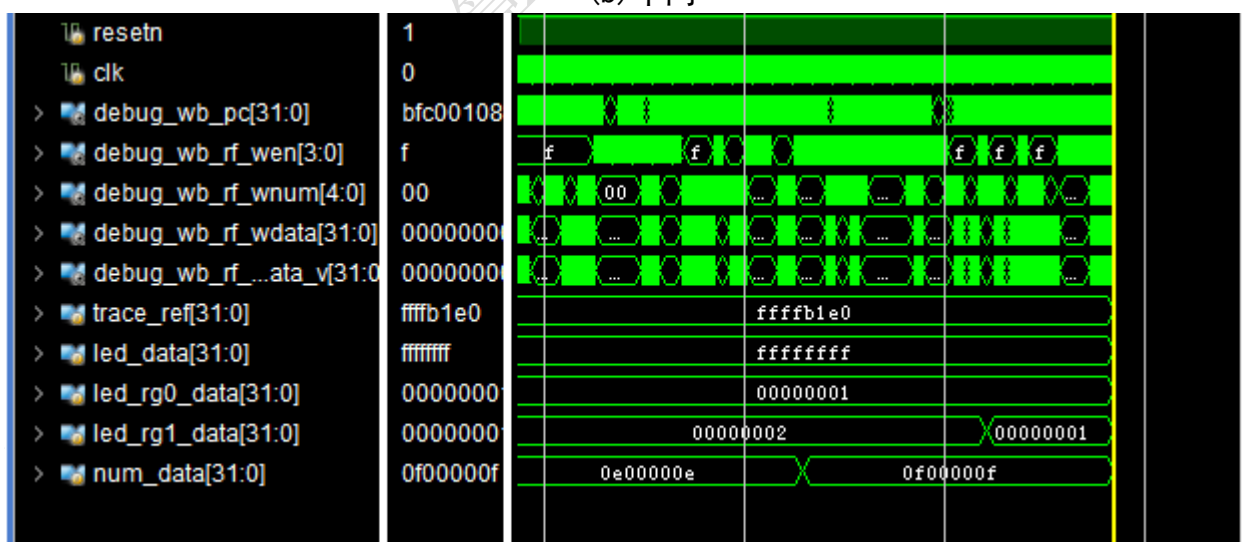 resetn 1
clk 0
debug_wb_pc[31:0] bfc00108
debug_wb_rf_wen[3:0] f f f f f f
debug_wb_rf_wnum[4:0] 00 00 ... ... ... ...
debug_wb_rf_wdata[31:0] 00000000 ... ... ... ... ... ... ...
debug_wb_rf_...ata_v[31:0 00000000 ... ... ... ... ... ... ...
trace_ref[31:0] ffffb1e0 ffffb1e0
led_data[31:0] ffffffff ffffffff
led_rg0_data[31:0] 0000000 00000001
led_rg1_data[31:0] 0000000 00000002 00000001
num_data[31:0] 0f00000f 0e00000e 0f00000f